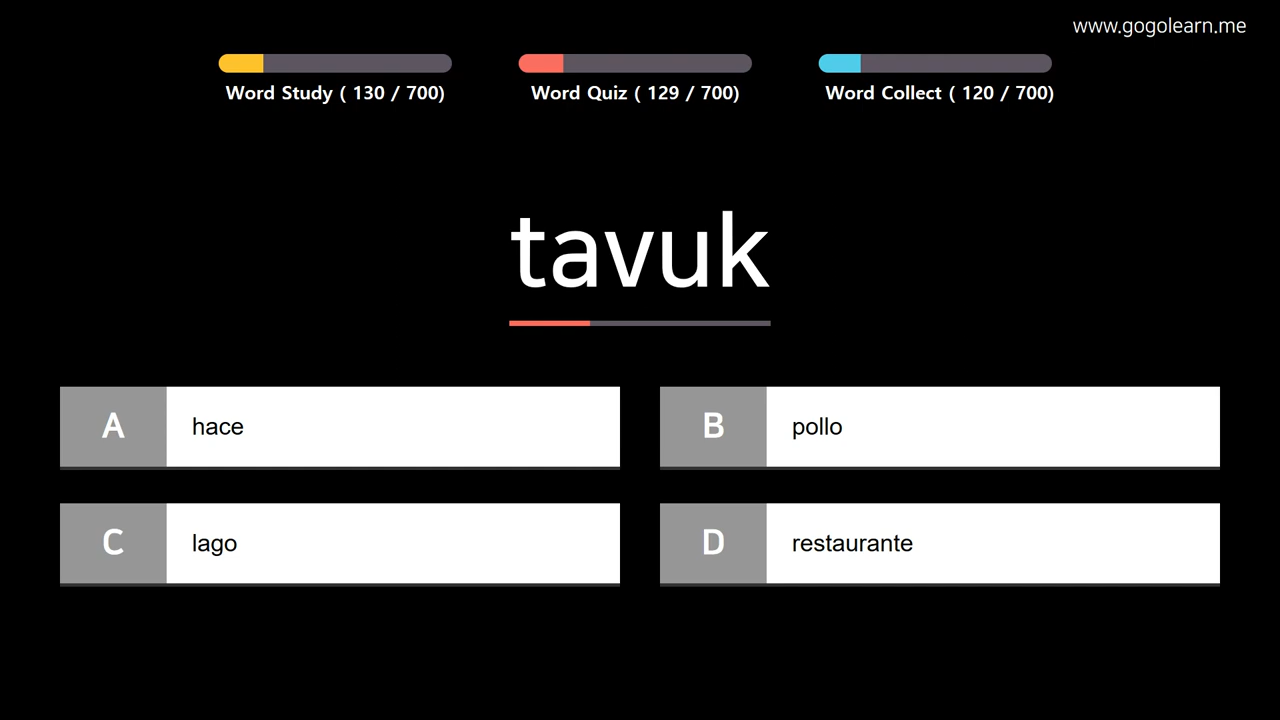 www.gogolearn.me
Word Study ( 130 / 700)
Word Quiz ( 129 / 700)
Word Collect ( 120 / 700)
tavuk
A hace
B pollo
C lago
D restaurante